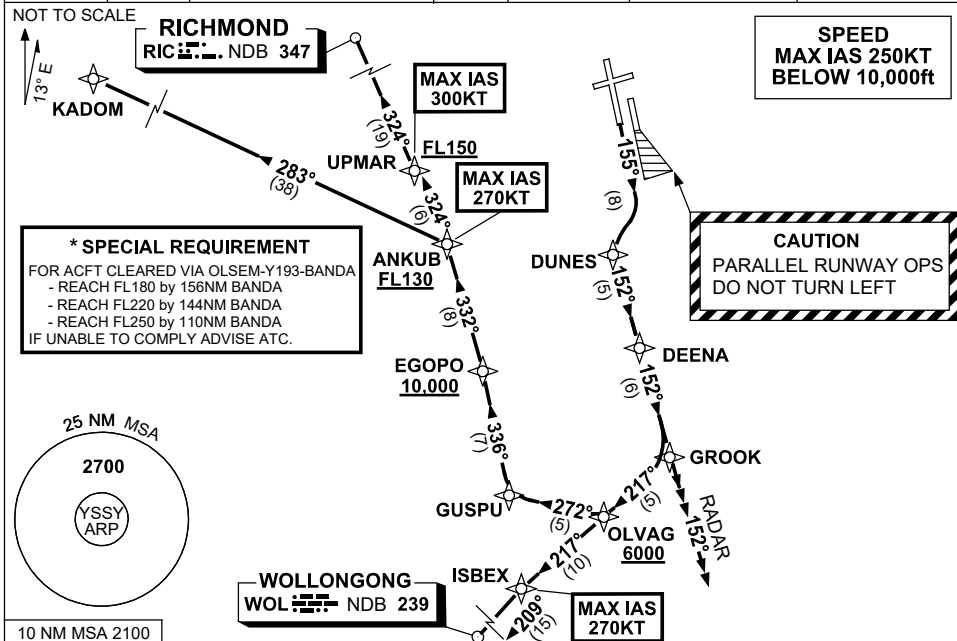 NOT TO SCALE
13° E
RICHMOND
RIC NDB 347
SPEED
MAX IAS 250KT
BELOW 10,000ft
KADOM
MAX IAS
300KT
324°
(19)
UPMAR
FL150
283°
(38)
324°
(6)
MAX IAS
270KT
155°
(8)
* SPECIAL REQUIREMENT
FOR ACFT CLEARED VIA OLSEM-Y193-BANDA
- REACH FL180 by 156NM BANDA
- REACH FL220 by 144NM BANDA
- REACH FL250 by 110NM BANDA
IF UNABLE TO COMPLY ADVISE ATC.
ANKUB
FL130
CAUTION
PARALLEL RUNWAY OPS
DO NOT TURN LEFT
DUNES
152°
(5)
332°
(8)
DEENA
EGOPO
10,000
152°
(6)
25 NM MSA
2700
YSSY
ARP
336°
(7)
GROOK
217°
(5)
GUSPU
272°
(5)
OLVAG
6000
RADAR
152°
217°
(10)
ISBEX
WOLLONGONG
WOL NDB 239
209°
(15)
MAX IAS
270KT
10 NM MSA 2100